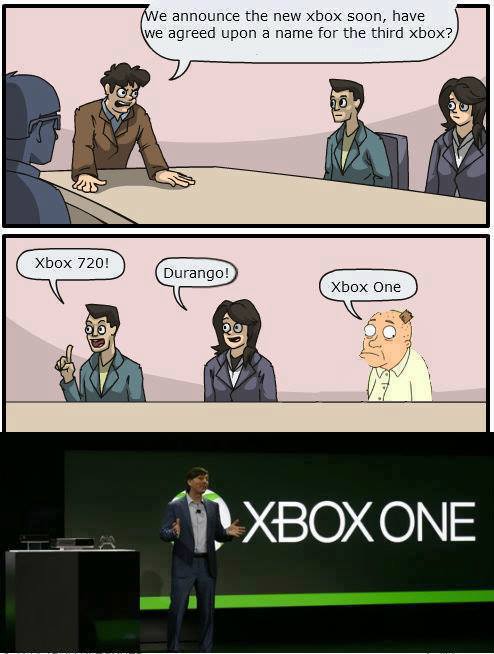 We announce the new xbox soon, have
we agreed upon a name for the third xbox?
Xbox 720!
Durango!
Xbox One
XBOX ONE